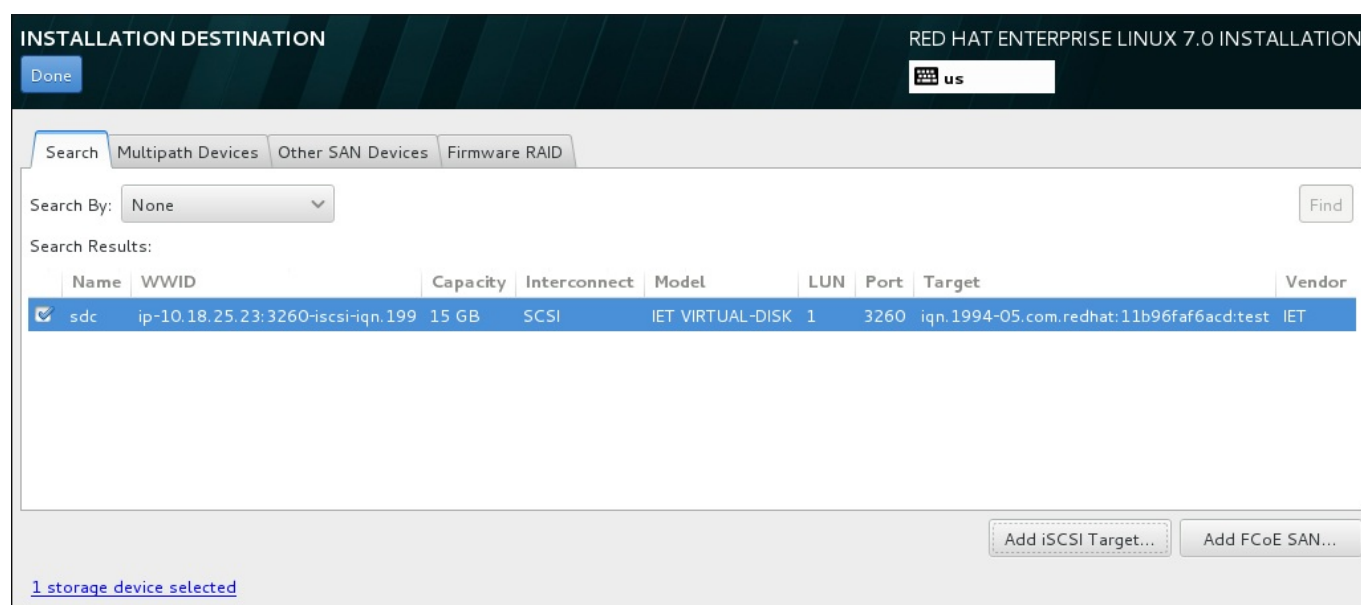 INSTALLATION DESTINATION
RED HAT ENTERPRISE LINUX 7.0 INSTALLATION
Done
us
Search Multipath Devices Other SAN Devices Firmware RAID
Search By: None Find
Search Results:
Name WWID Capacity Interconnect Model LUN Port Target Vendor
sdc ip-10.18.25.23:3260-iscsi-iqn.199 15 GB SCSI IET VIRTUAL-DISK 1 3260 iqn.1994-05.com.redhat:11b96faf6acd:test IET
Add iSCSI Target... Add FCoE SAN...
1 storage device selected